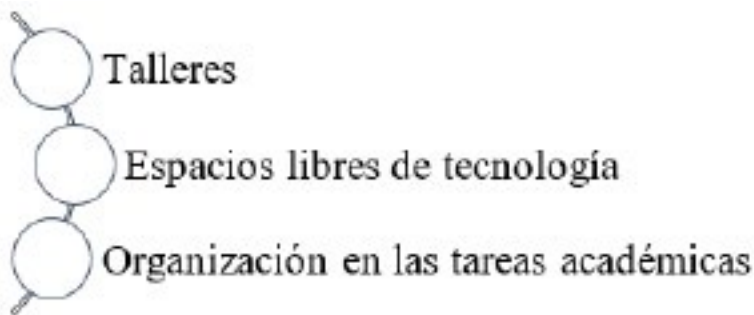 Talleres
Espacios libres de tecnología
Organización en las tareas académicas